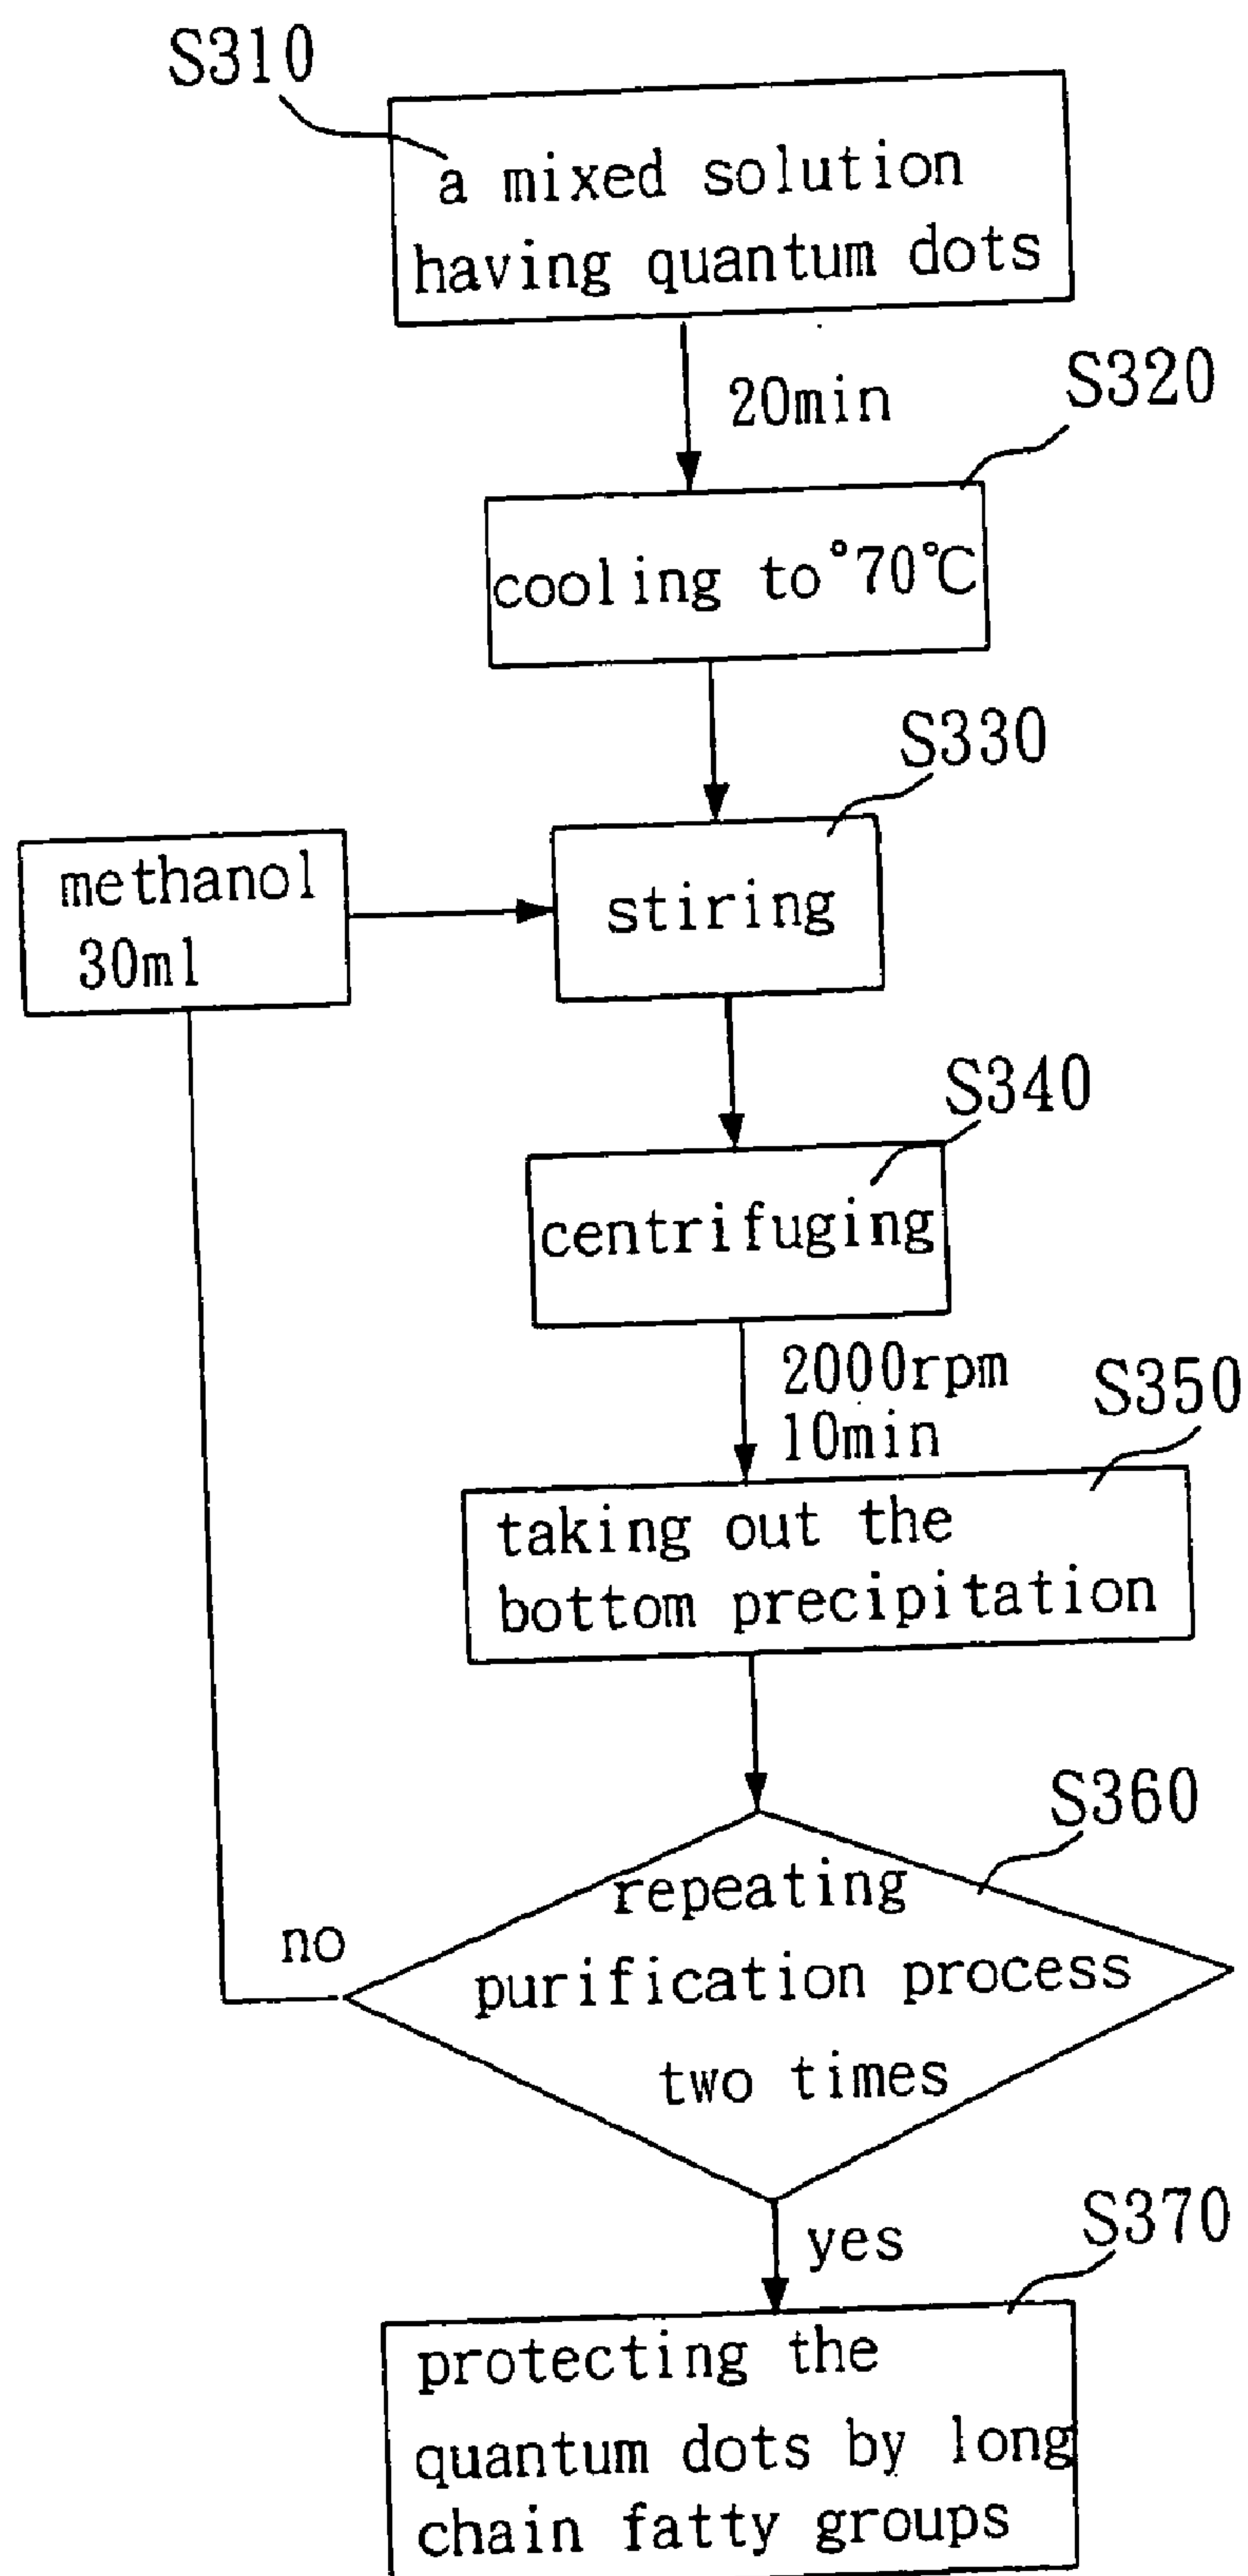 S310
a mixed solution
having quantum dots
20min
S320
cooling to°70℃
S330
methanol
30ml
stiring
S340
centrifuging
2000rpm
10min
S350
taking out the
bottom precipitation
S360
repeating
purification process
two times
no
yes
S370
protecting the
quantum dots by long
chain fatty groups